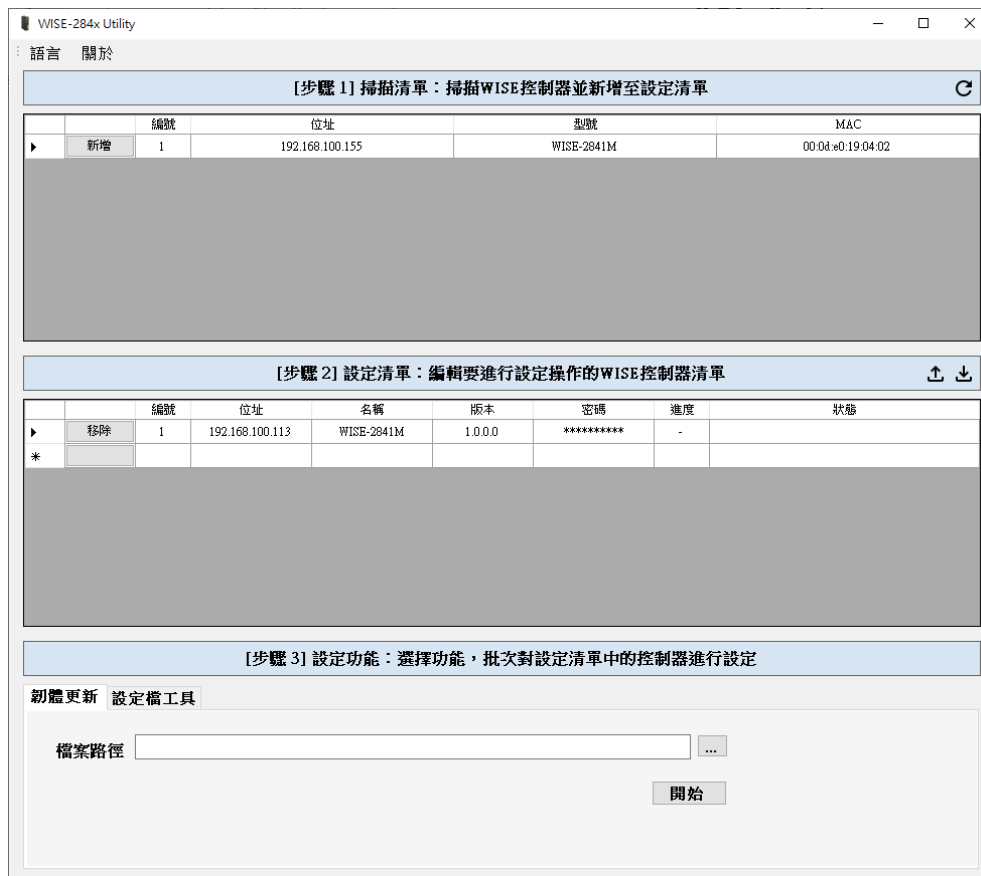 WISE-284x Utility
語言 關於
[步驟 1] 掃描清單：掃描WISE控制器並新增至設定清單
編號 位址 型號 MAC
新增 1 192.168.100.155 WISE-2841M 00:0d:e0:19:04:02
[步驟 2] 設定清單：編輯要進行設定操作的WISE控制器清單
編號 位址 名稱 版本 密碼 進度 狀態
移除 1 192.168.100.113 WISE-2841M 1.0.0.0 ********** -
*
[步驟 3] 設定功能：選擇功能，批次對設定清單中的控制器進行設定
韌體更新 設定檔工具
檔案路徑 ...
開始